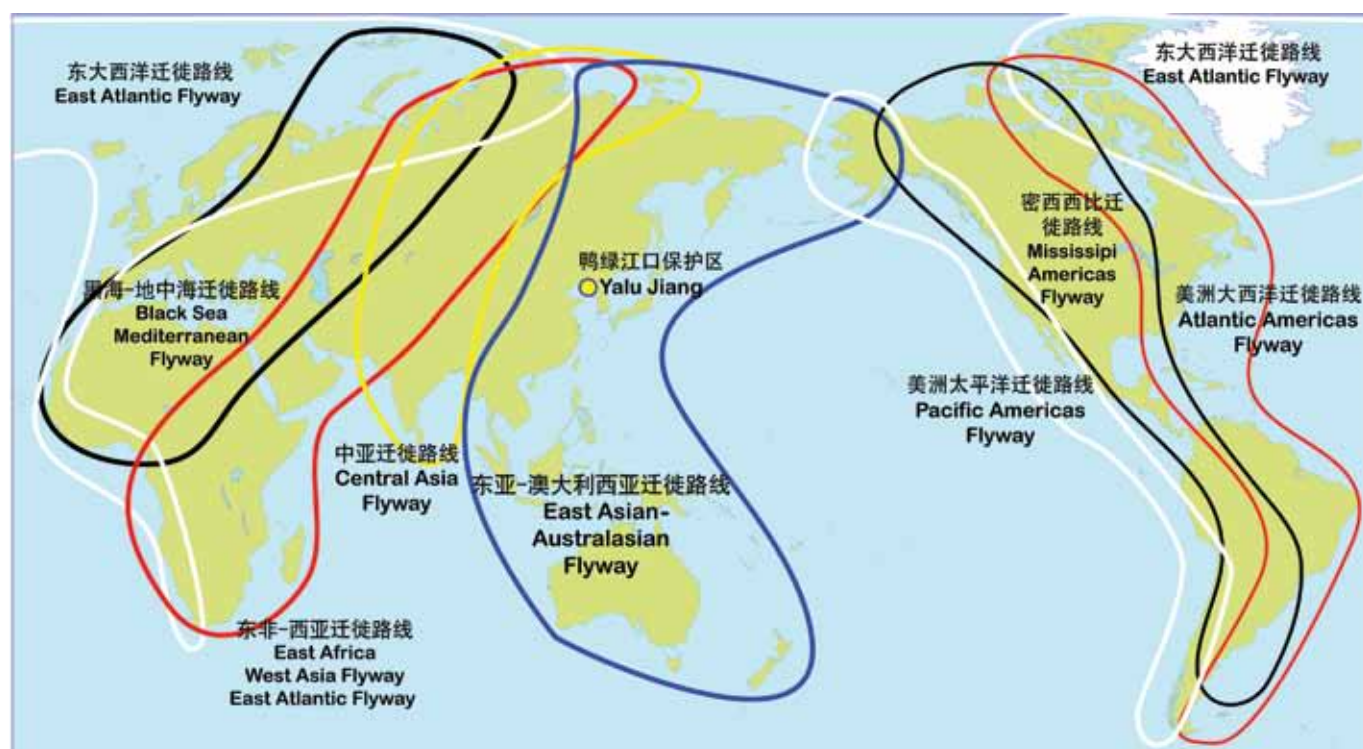 东大西洋迁徙路线
East Atlantic Flyway
东大西洋迁徙路线
East Atlantic Flyway
密西西比迁
徙路线
Mississipi
Americas
Flyway
鸭绿江口保护区
Yalu Jiang
黑海-地中海迁徙路线
Black Sea
Mediterranean
Flyway
美洲大西洋迁徙路线
Atlantic Americas
Flyway
美洲太平洋迁徙路线
Pacific Americas
Flyway
中亚迁徙路线
Central Asia
Flyway
东亚-澳大利西亚迁徙路线
East Asian-
Australasian
Flyway
东非-西亚迁徙路线
East Africa
West Asia Flyway
East Atlantic Flyway